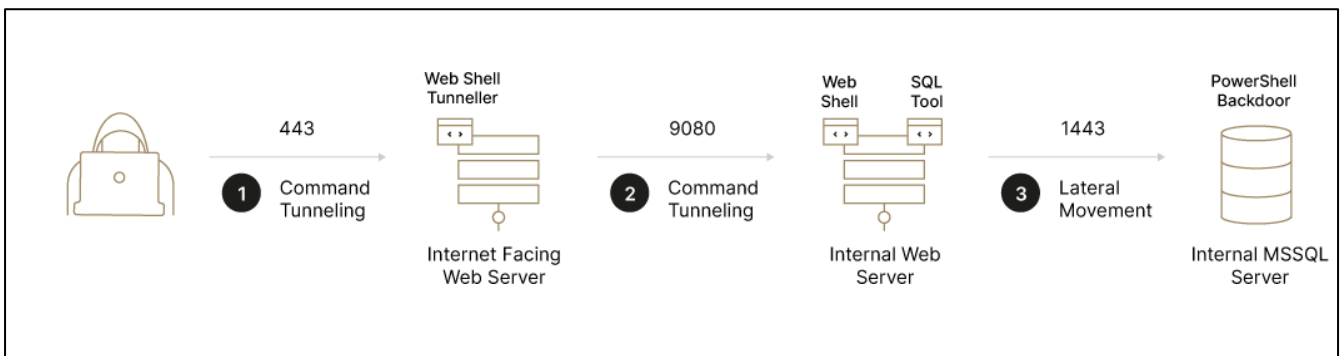 Web Shell
Tunneller
Web
Shell
SQL
Tool
PowerShell
Backdoor
443
9080
1443
1
Command
Tunneling
2
Command
Tunneling
3
Lateral
Movement
Internet Facing
Web Server
Internal Web
Server
Internal MSSQL
Server